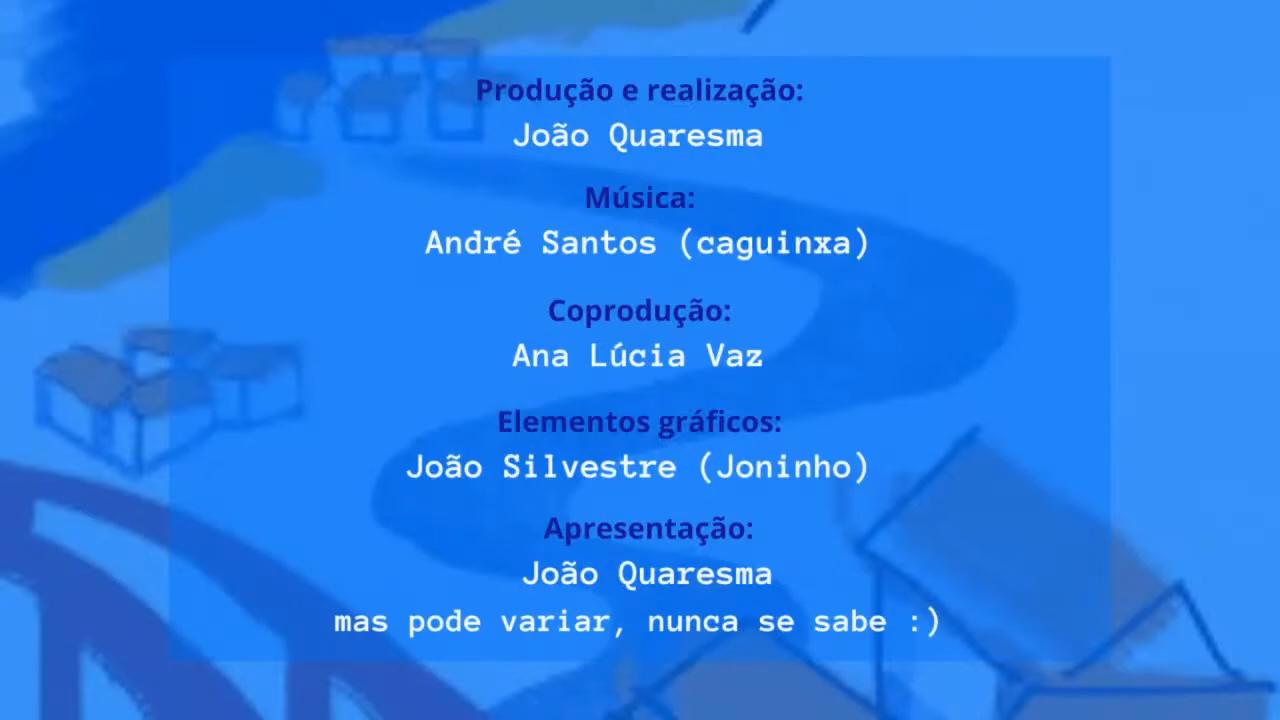 Produção e realização:
João Quaresma
Música:
André Santos (caguinxa)
Coprodução:
Ana Lúcia Vaz
Elementos gráficos:
João Silvestre (Joninho)
Apresentação:
João Quaresma
mas pode variar, nunca se sabe :)